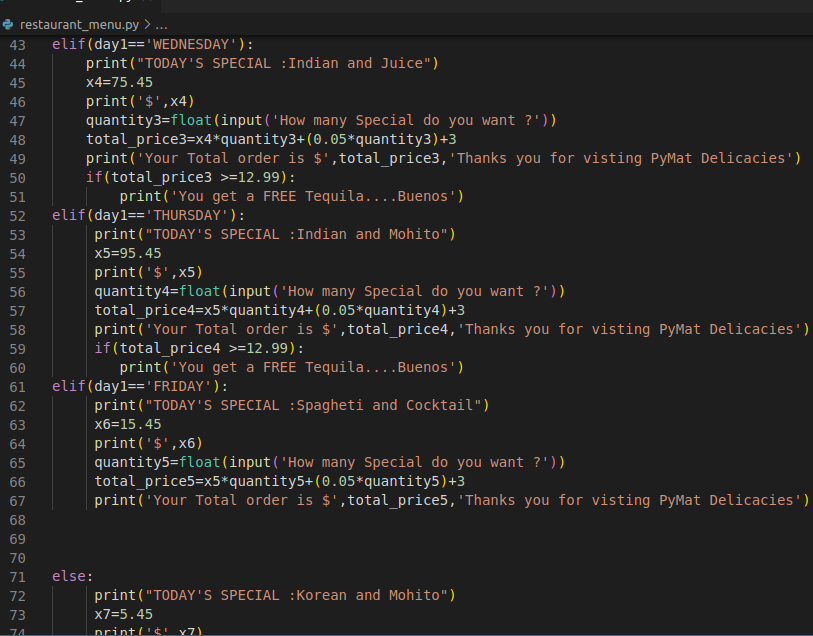 restaurant_menu.py > ...
43 elif(day1=='WEDNESDAY'):
44 print("TODAY'S SPECIAL :Indian and Juice")
45 x4=75.45
46 print('$',x4)
47 quantity3=float(input('How many Special do you want ?'))
48 total_price3=x4*quantity3+(0.05*quantity3)+3
49 print('Your Total order is $',total_price3,'Thanks you for visting PyMat Delicacies')
50 if(total_price3 >=12.99):
51 print('You get a FREE Tequila....Buenos')
52 elif(day1=='THURSDAY'):
53 print("TODAY'S SPECIAL :Indian and Mohito")
54 x5=95.45
55 print('$',x5)
56 quantity4=float(input('How many Special do you want ?'))
57 total_price4=x5*quantity4+(0.05*quantity4)+3
58 print('Your Total order is $',total_price4,'Thanks you for visting PyMat Delicacies')
59 if(total_price4 >=12.99):
60 print('You get a FREE Tequila....Buenos')
61 elif(day1=='FRIDAY'):
62 print("TODAY'S SPECIAL :Spagheti and Cocktail")
63 x6=15.45
64 print('$',x6)
65 quantity5=float(input('How many Special do you want ?'))
66 total_price5=x5*quantity5+(0.05*quantity5)+3
67 print('Your Total order is $',total_price5,'Thanks you for visting PyMat Delicacies')
68
69
70
71 else:
72 print("TODAY'S SPECIAL :Korean and Mohito")
73 x7=5.45
74 print('$',x7)